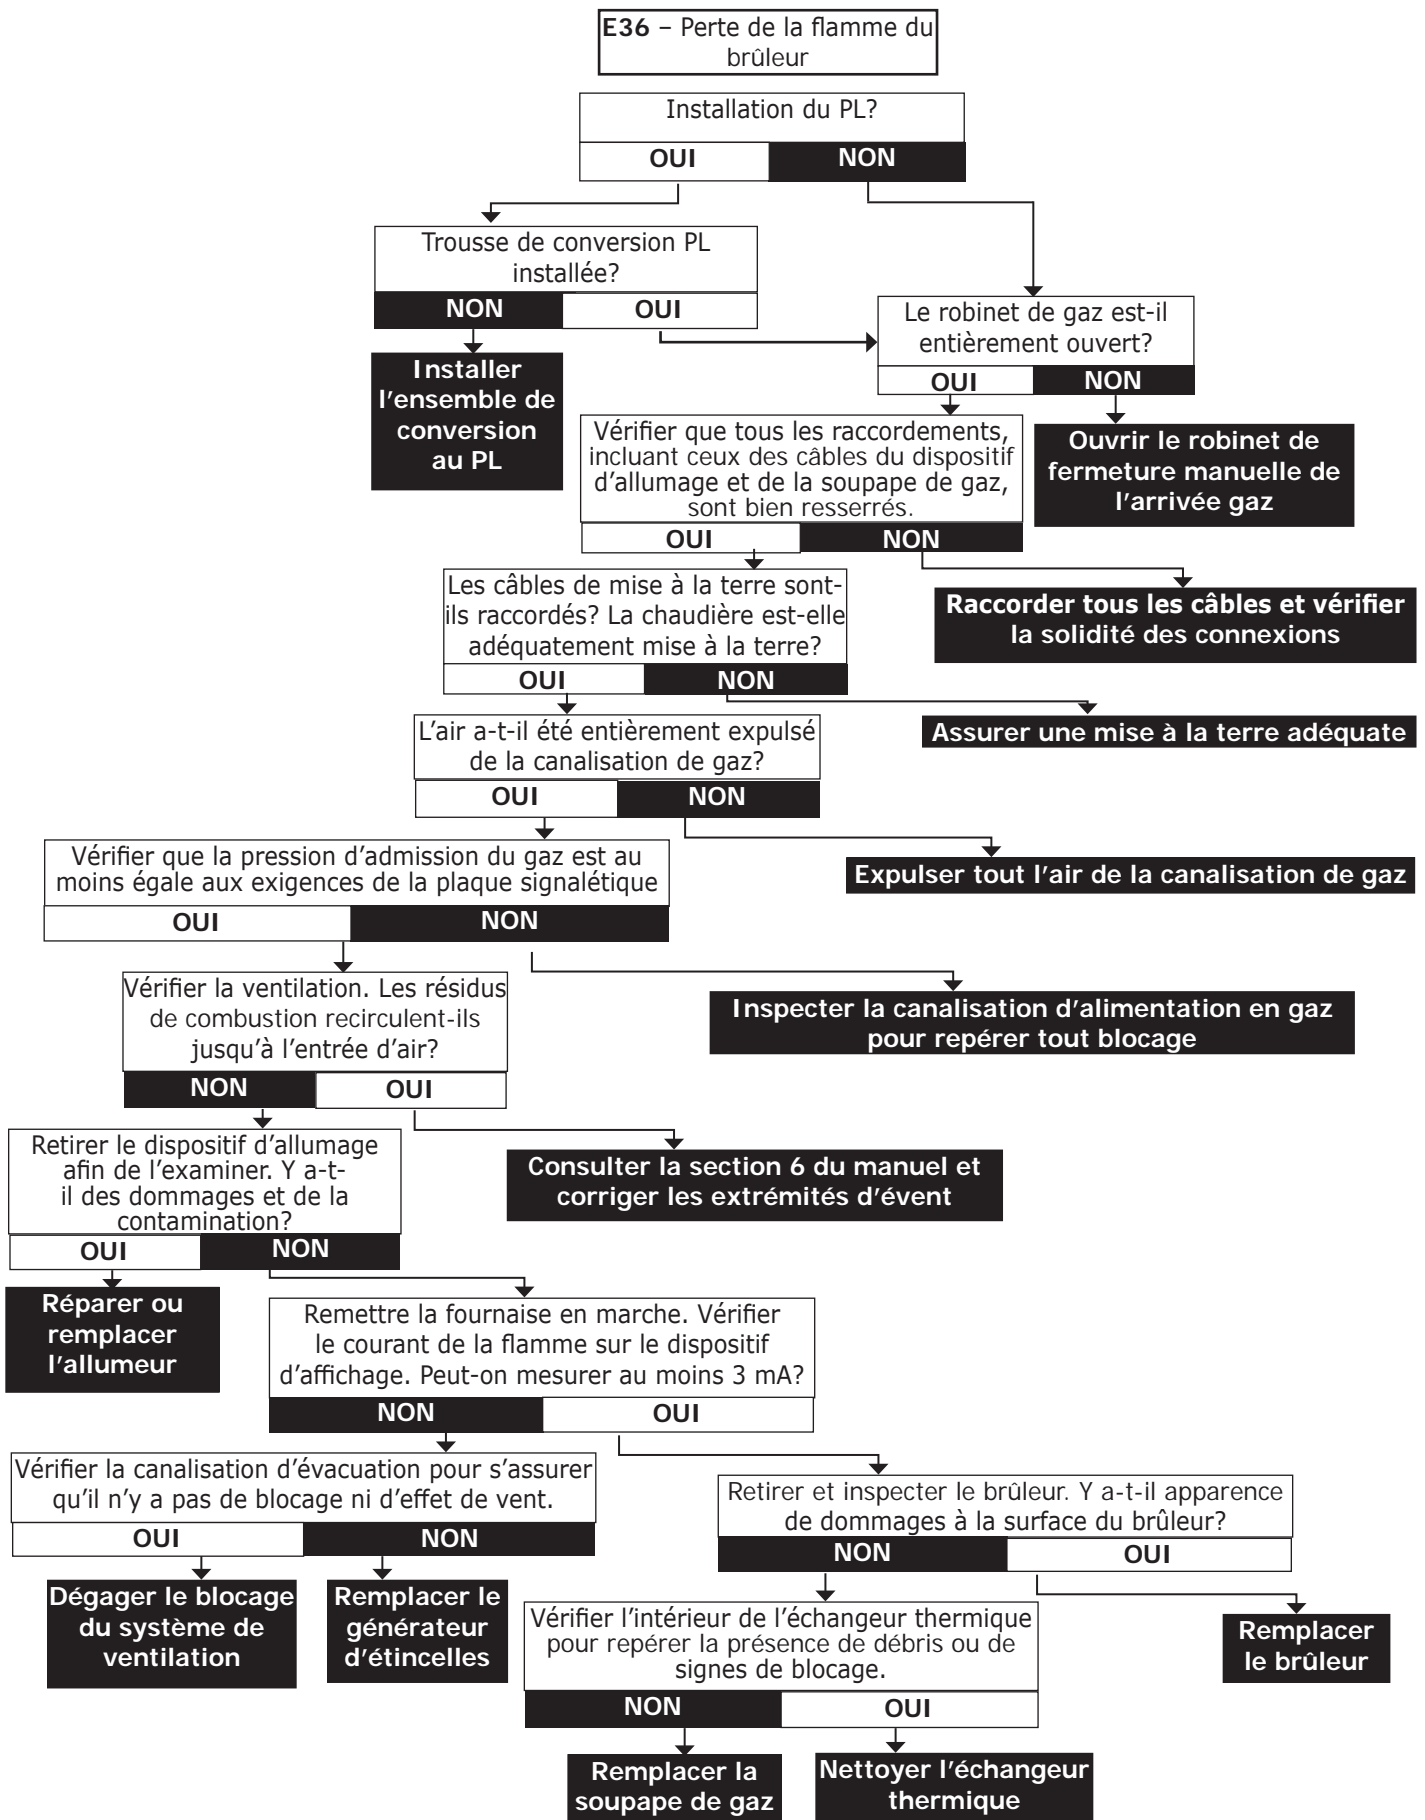 E36 – Perte de la flamme du
brûleur
Installation du PL?
OUI
NON
Trousse de conversion PL
installée?
NON
OUI
Le robinet de gaz est-il
entièrement ouvert?
OUI
NON
Installer
l'ensemble de
conversion
au PL
Vérifier que tous les raccordements,
incluant ceux des câbles du dispositif
d'allumage et de la soupape de gaz,
sont bien resserrés.
OUI
NON
Ouvrir le robinet de
fermeture manuelle de
l'arrivée gaz
Les câbles de mise à la terre sont-
ils raccordés? La chaudière est-elle
adéquatement mise à la terre?
OUI
NON
Raccorder tous les câbles et vérifier
la solidité des connexions
L'air a-t-il été entièrement expulsé
de la canalisation de gaz?
OUI
NON
Assurer une mise à la terre adéquate
Vérifier que la pression d'admission du gaz est au
moins égale aux exigences de la plaque signalétique
OUI
NON
Expulser tout l'air de la canalisation de gaz
Vérifier la ventilation. Les résidus
de combustion recirculent-ils
jusqu'à l'entrée d'air?
NON
OUI
Inspecter la canalisation d'alimentation en gaz
pour repérer tout blocage
Retirer le dispositif d'allumage
afin de l'examiner. Y a-t-
il des dommages et de la
contamination?
OUI
NON
Consulter la section 6 du manuel et
corriger les extrémités d'évent
Réparer ou
remplacer
l'allumeur
Remettre la fournaise en marche. Vérifier
le courant de la flamme sur le dispositif
d'affichage. Peut-on mesurer au moins 3 mA?
NON
OUI
Vérifier la canalisation d'évacuation pour s'assurer
qu'il n'y a pas de blocage ni d'effet de vent.
OUI
NON
Retirer et inspecter le brûleur. Y a-t-il apparence
de dommages à la surface du brûleur?
NON
OUI
Dégager le blocage
du système de
ventilation
Remplacer le
générateur
d'étincelles
Vérifier l'intérieur de l'échangeur thermique
pour repérer la présence de débris ou de
signes de blocage.
NON
OUI
Remplacer
le brûleur
Remplacer la
soupape de gaz
Nettoyer l'échangeur
thermique